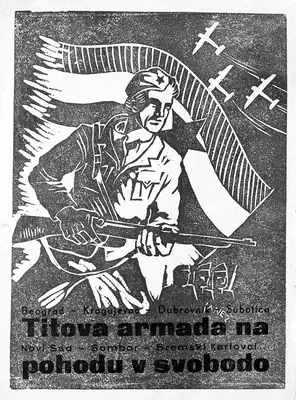 Beograd – Kragujevac – Dubrovnik – Subotica
Titova armada na
Novi Sad – Sombor – Sremski Karlovci...
pohodu v svobodo